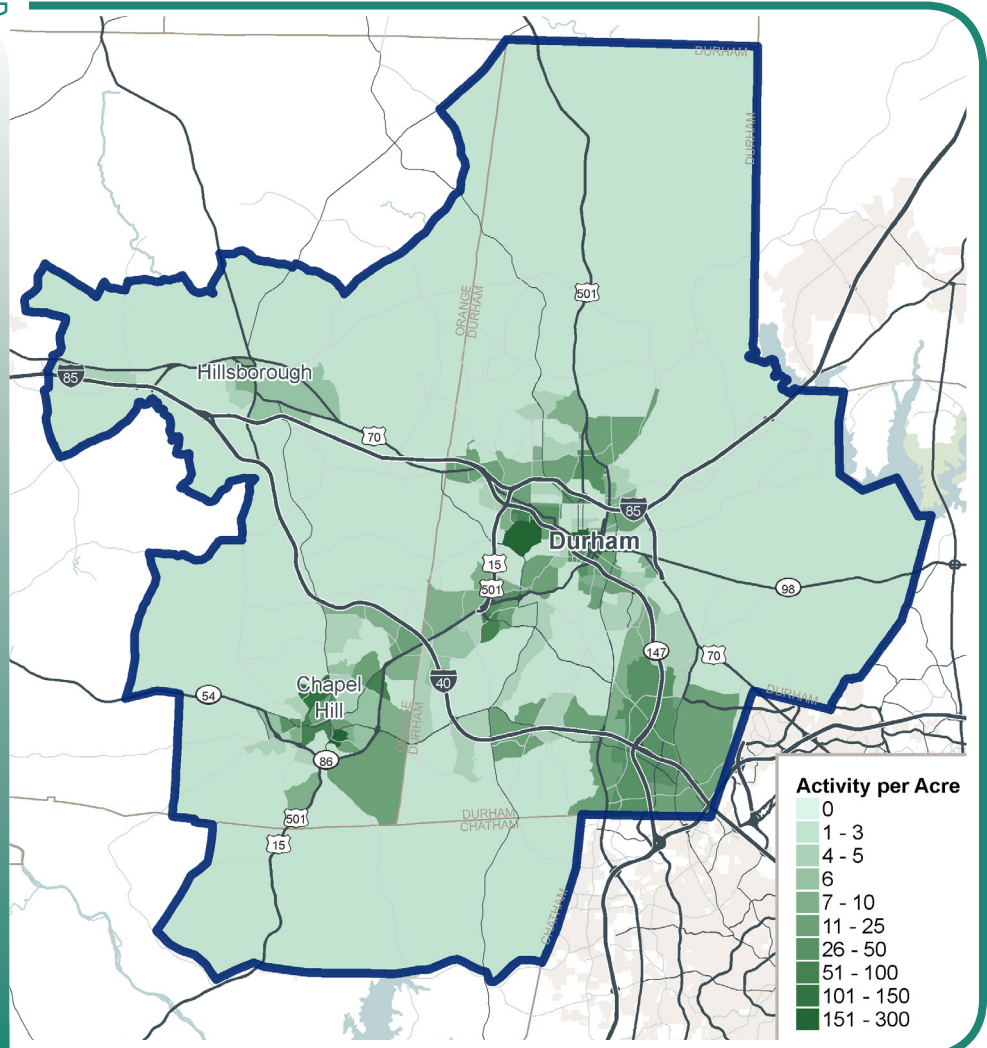 DURHAM
DURHAM
501
ORANGE
DURHAM
Hillsborough
85
70
85
Durham
15
501
98
147
70
Chapel
Hill
40
54
DURHAM
ORANGE
DURHAM
86
501
DURHAM
CHATHAM
15
CHATHAM
Activity per Acre
0
1 - 3
4 - 5
6
7 - 10
11 - 25
26 - 50
51 - 100
101 - 150
151 - 300